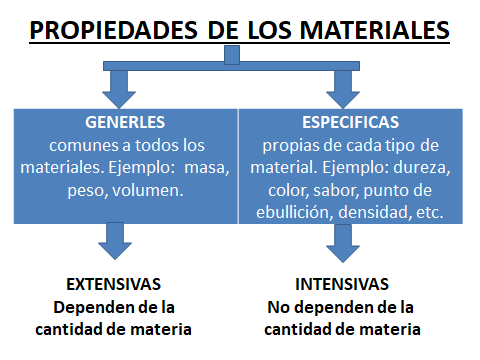 PROPIEDADES DE LOS MATERIALES
GENERLES
comunes a todos los
materiales. Ejemplo: masa,
peso, volumen.
ESPECIFICAS
propias de cada tipo de
material. Ejemplo: dureza,
color, sabor, punto de
ebullición, densidad, etc.
EXTENSIVAS
Dependen de la
cantidad de materia
INTENSIVAS
No dependen de la
cantidad de materia